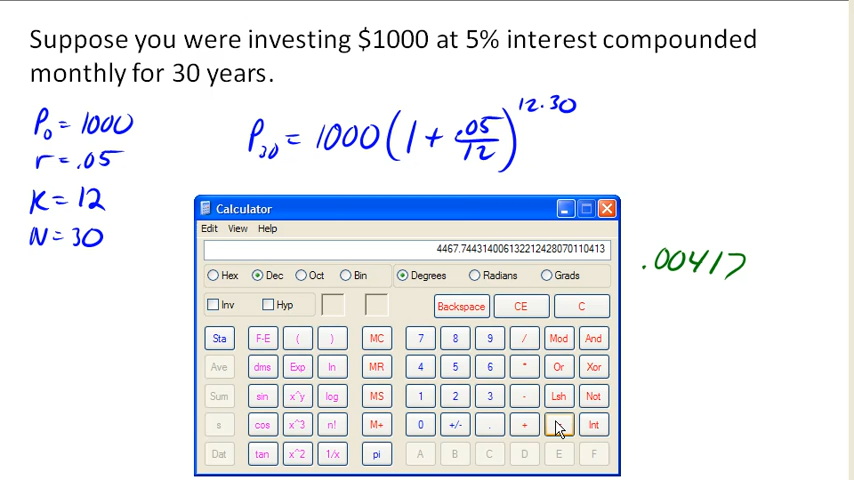 Suppose you were investing $1000 at 5% interest compounded
monthly for 30 years.
P₀ = 1000
r = .05
K = 12
N = 30
P₃₀ = 1000 (1 + .05/12)^12·30
.00417
Calculator
Edit View Help
4467.7443140061322124280701 10413
Hex Dec Oct Bin Degrees Radians Grads
Inv Hyp Backspace CE C
Sta F-E ( ) MC 7 8 9 / Mod And
Ave dms Exp ln MR 4 5 6 * Or Xor
Sum sin x^y log MS 1 2 3 - Lsh Not
s cos x^3 n! M+ 0 +/- . + Int
Dat tan x^2 1/x pi A B C D E F